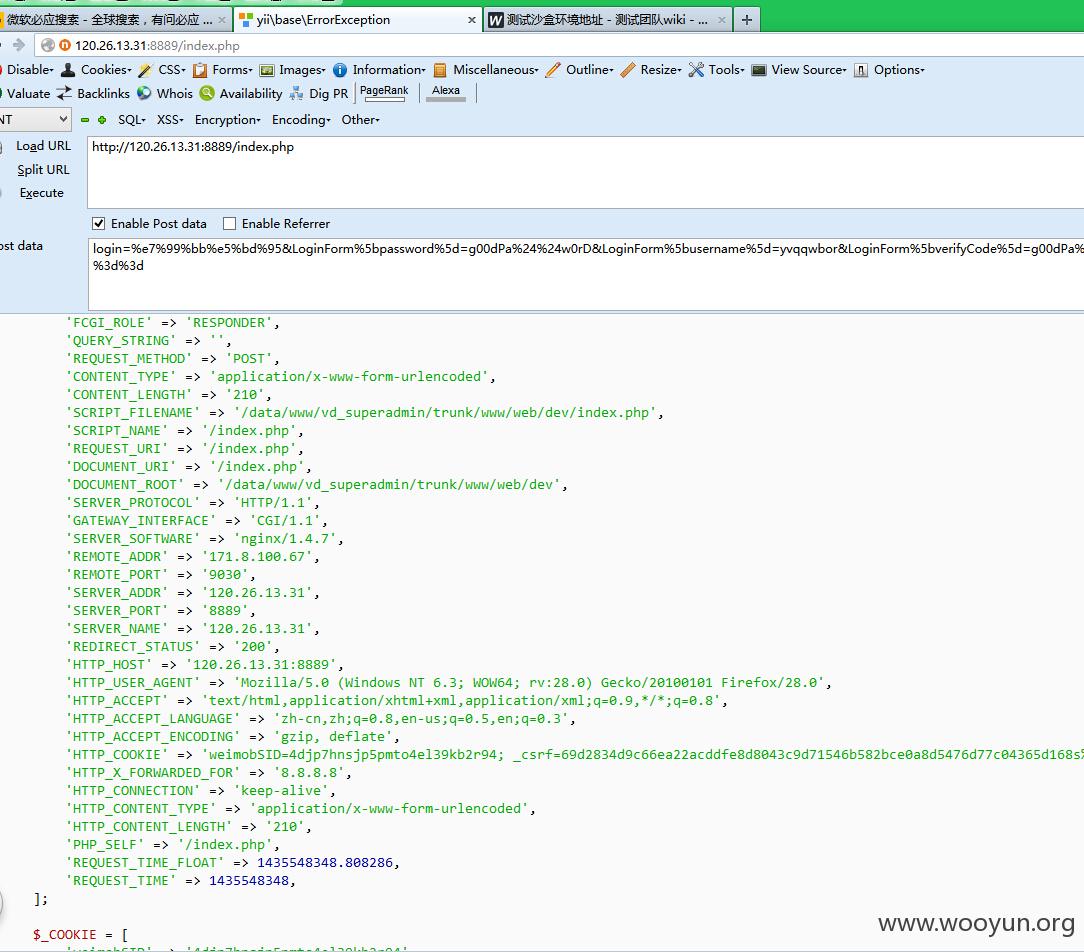 微软必应搜索 - 全球搜索，有问必应 ... × yii\base\ErrorException × 测试沙盒环境地址 - 测试团队wiki - ... × +
120.26.13.31:8889/index.php
Disable▾ Cookies▾ CSS▾ Forms▾ Images▾ Information▾ Miscellaneous▾ Outline▾ Resize▾ Tools▾ View Source▾ Options▾
Valuate Backlinks Whois Availability Dig PR PageRank Alexa
NT SQL▾ XSS▾ Encryption▾ Encoding▾ Other▾
Load URL http://120.26.13.31:8889/index.php
Split URL
Execute
Enable Post data Enable Referrer
ost data login=%e7%99%bb%e5%bd%95&LoginForm%5bpassword%5d=g00dPa%24%24w0rD&LoginForm%5busername%5d=yvqqwbor&LoginForm%5bverifyCode%5d=g00dPa%
%3d%3d
'FCGI_ROLE' => 'RESPONDER',
'QUERY_STRING' => '',
'REQUEST_METHOD' => 'POST',
'CONTENT_TYPE' => 'application/x-www-form-urlencoded',
'CONTENT_LENGTH' => '210',
'SCRIPT_FILENAME' => '/data/www/vd_superadmin/trunk/www/web/dev/index.php',
'SCRIPT_NAME' => '/index.php',
'REQUEST_URI' => '/index.php',
'DOCUMENT_URI' => '/index.php',
'DOCUMENT_ROOT' => '/data/www/vd_superadmin/trunk/www/web/dev',
'SERVER_PROTOCOL' => 'HTTP/1.1',
'GATEWAY_INTERFACE' => 'CGI/1.1',
'SERVER_SOFTWARE' => 'nginx/1.4.7',
'REMOTE_ADDR' => '171.8.100.67',
'REMOTE_PORT' => '9030',
'SERVER_ADDR' => '120.26.13.31',
'SERVER_PORT' => '8889',
'SERVER_NAME' => '120.26.13.31',
'REDIRECT_STATUS' => '200',
'HTTP_HOST' => '120.26.13.31:8889',
'HTTP_USER_AGENT' => 'Mozilla/5.0 (Windows NT 6.3; WOW64; rv:28.0) Gecko/20100101 Firefox/28.0',
'HTTP_ACCEPT' => 'text/html,application/xhtml+xml,application/xml;q=0.9,*/*;q=0.8',
'HTTP_ACCEPT_LANGUAGE' => 'zh-cn,zh;q=0.8,en-us;q=0.5,en;q=0.3',
'HTTP_ACCEPT_ENCODING' => 'gzip, deflate',
'HTTP_COOKIE' => 'weimobSID=4djp7hnsjp5pmto4el39kb2r94; _csrf=69d2834d9c66ea22acddfe8d8043c9d71546b582bce0a8d5476d77c04365d168s%
'HTTP_X_FORWARDED_FOR' => '8.8.8.8',
'HTTP_CONNECTION' => 'keep-alive',
'HTTP_CONTENT_TYPE' => 'application/x-www-form-urlencoded',
'HTTP_CONTENT_LENGTH' => '210',
'PHP_SELF' => '/index.php',
'REQUEST_TIME_FLOAT' => 1435548348.808286,
'REQUEST_TIME' => 1435548348,
];
$_COOKIE = [
'weimobSID' => '4djp7hnsjp5pmto4el39kb2r94'
www.wooyun.org